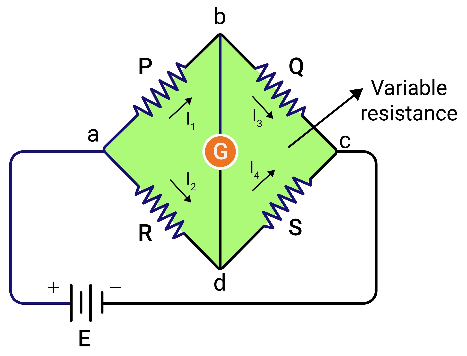 b
P
Q
Variable
resistance
I₁
I₃
a
G
c
I₂
I₄
R
S
d
+
−
E